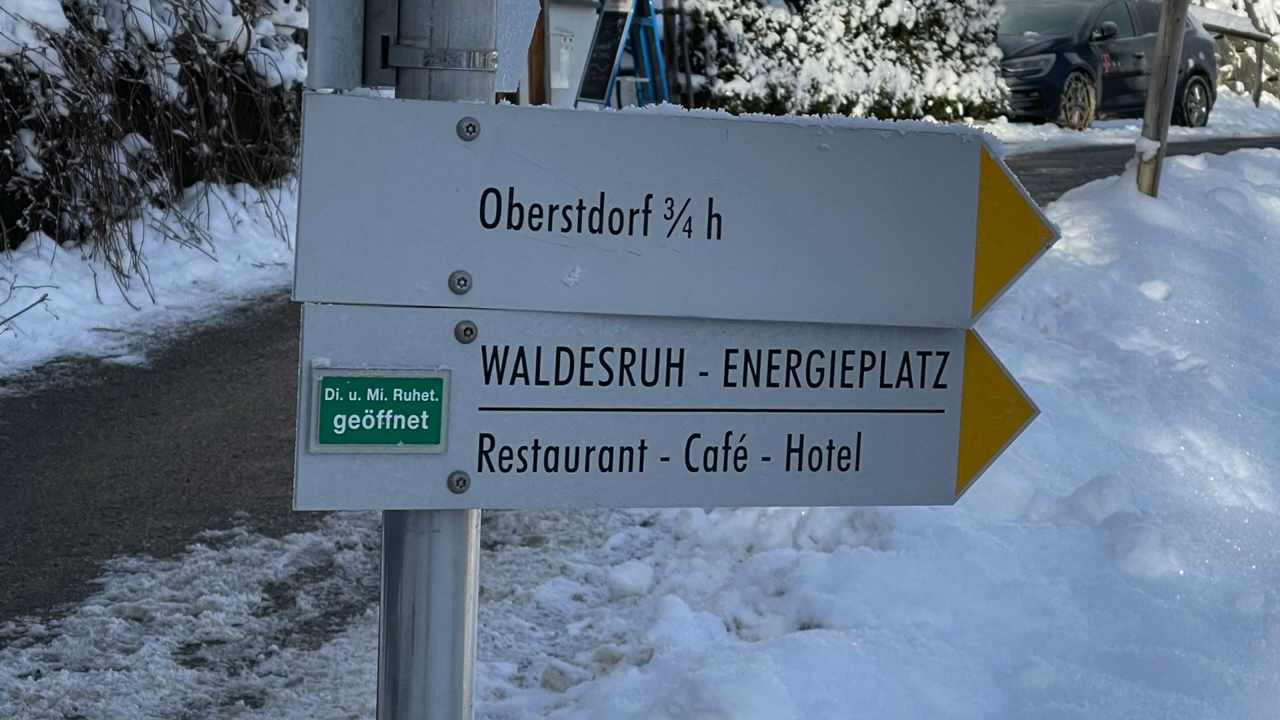 Oberstdorf ¾ h
WALDESRUH - ENERGIEPLATZ
Di. u. Mi. Ruhet.
geöffnet
Restaurant - Café - Hotel